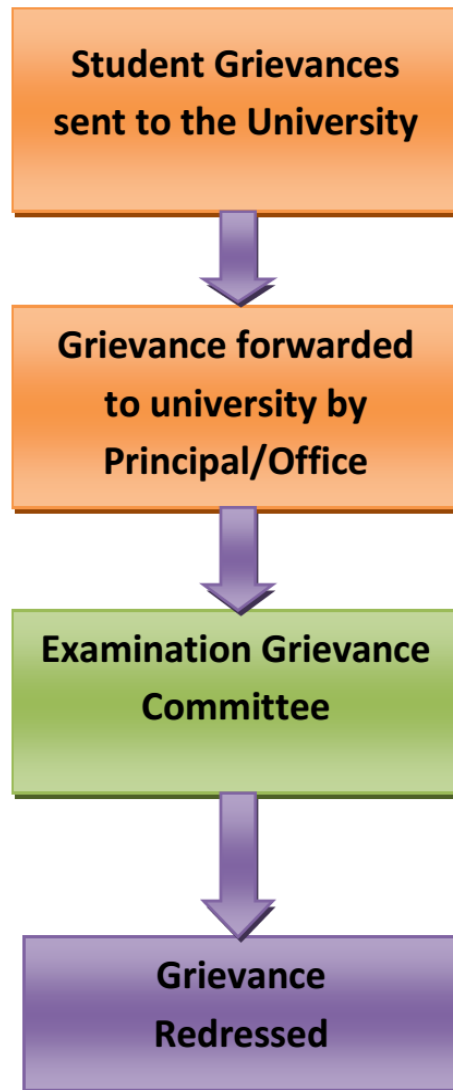 Student Grievances
sent to the University
Grievance forwarded
to university by
Principal/Office
Examination Grievance
Committee
Grievance
Redressed